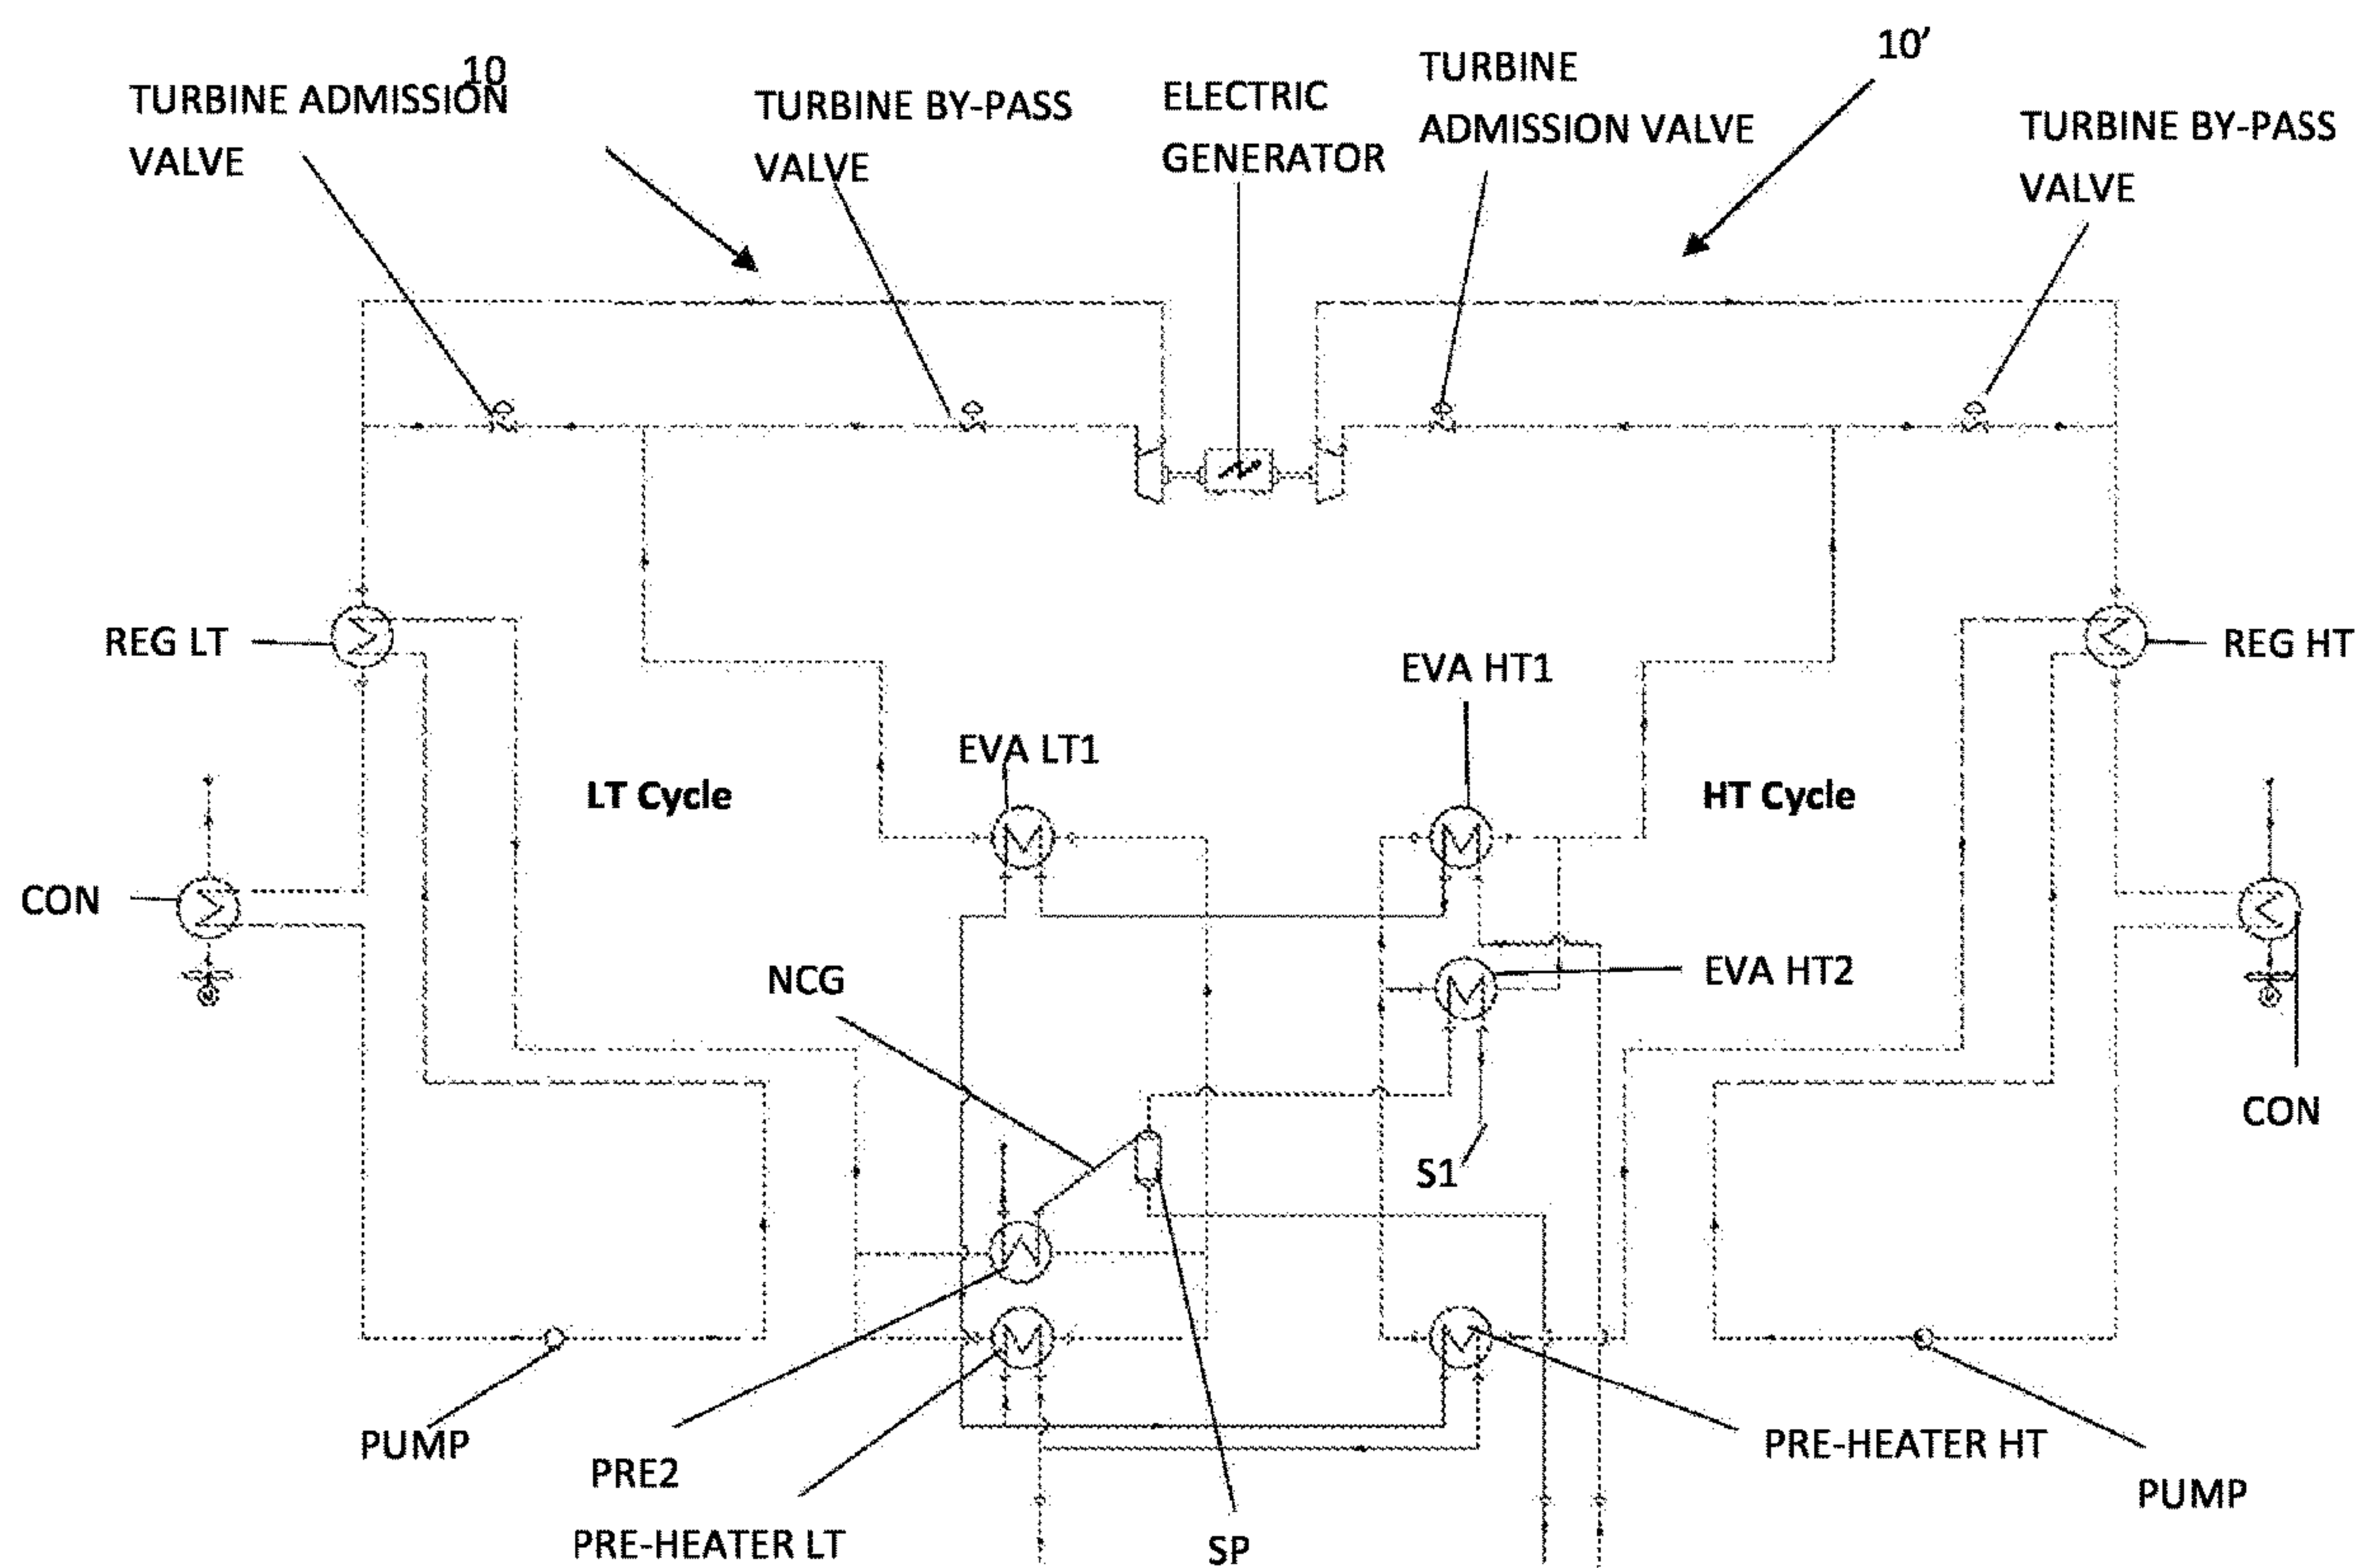 10
TURBINE ADMISSION
VALVE
TURBINE BY-PASS
VALVE
ELECTRIC
GENERATOR
TURBINE
ADMISSION VALVE
10’
TURBINE BY-PASS
VALVE
REG LT
REG HT
EVA HT1
EVA LT1
LT Cycle
HT Cycle
CON
NCG
EVA HT2
CON
S1
PUMP
PRE2
PRE-HEATER LT
SP
PRE-HEATER HT
PUMP